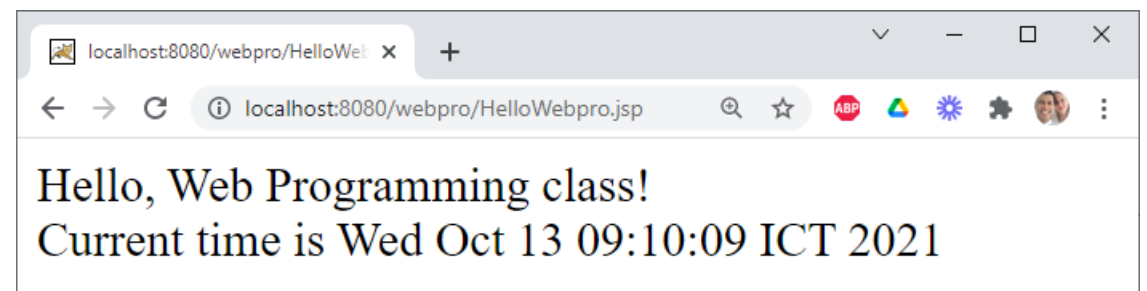 localhost:8080/webpro/HelloWeb
localhost:8080/webpro/HelloWebpro.jsp
ABP
Hello, Web Programming class!
Current time is Wed Oct 13 09:10:09 ICT 2021